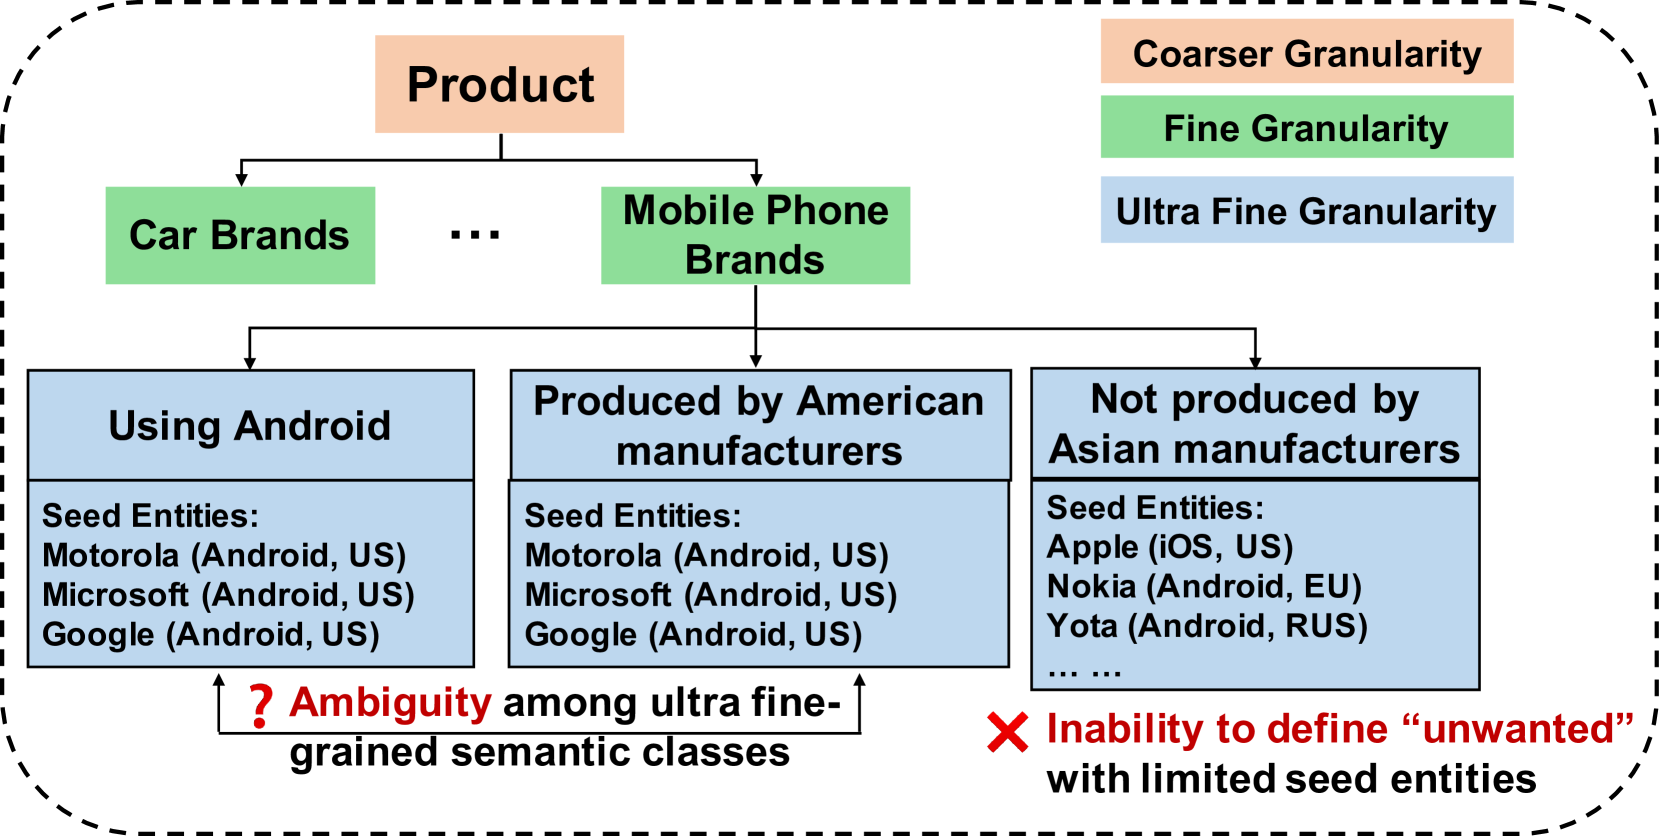 Product
Coarser Granularity
Fine Granularity
Ultra Fine Granularity
Car Brands
...
Mobile Phone
Brands
Using Android
Seed Entities:
Motorola (Android, US)
Microsoft (Android, US)
Google (Android, US)
Produced by American
manufacturers
Seed Entities:
Motorola (Android, US)
Microsoft (Android, US)
Google (Android, US)
Not produced by
Asian manufacturers
Seed Entities:
Apple (iOS, US)
Nokia (Android, EU)
Yota (Android, RUS)
... ...
? Ambiguity among ultra fine-
grained semantic classes
Inability to define “unwanted”
with limited seed entities